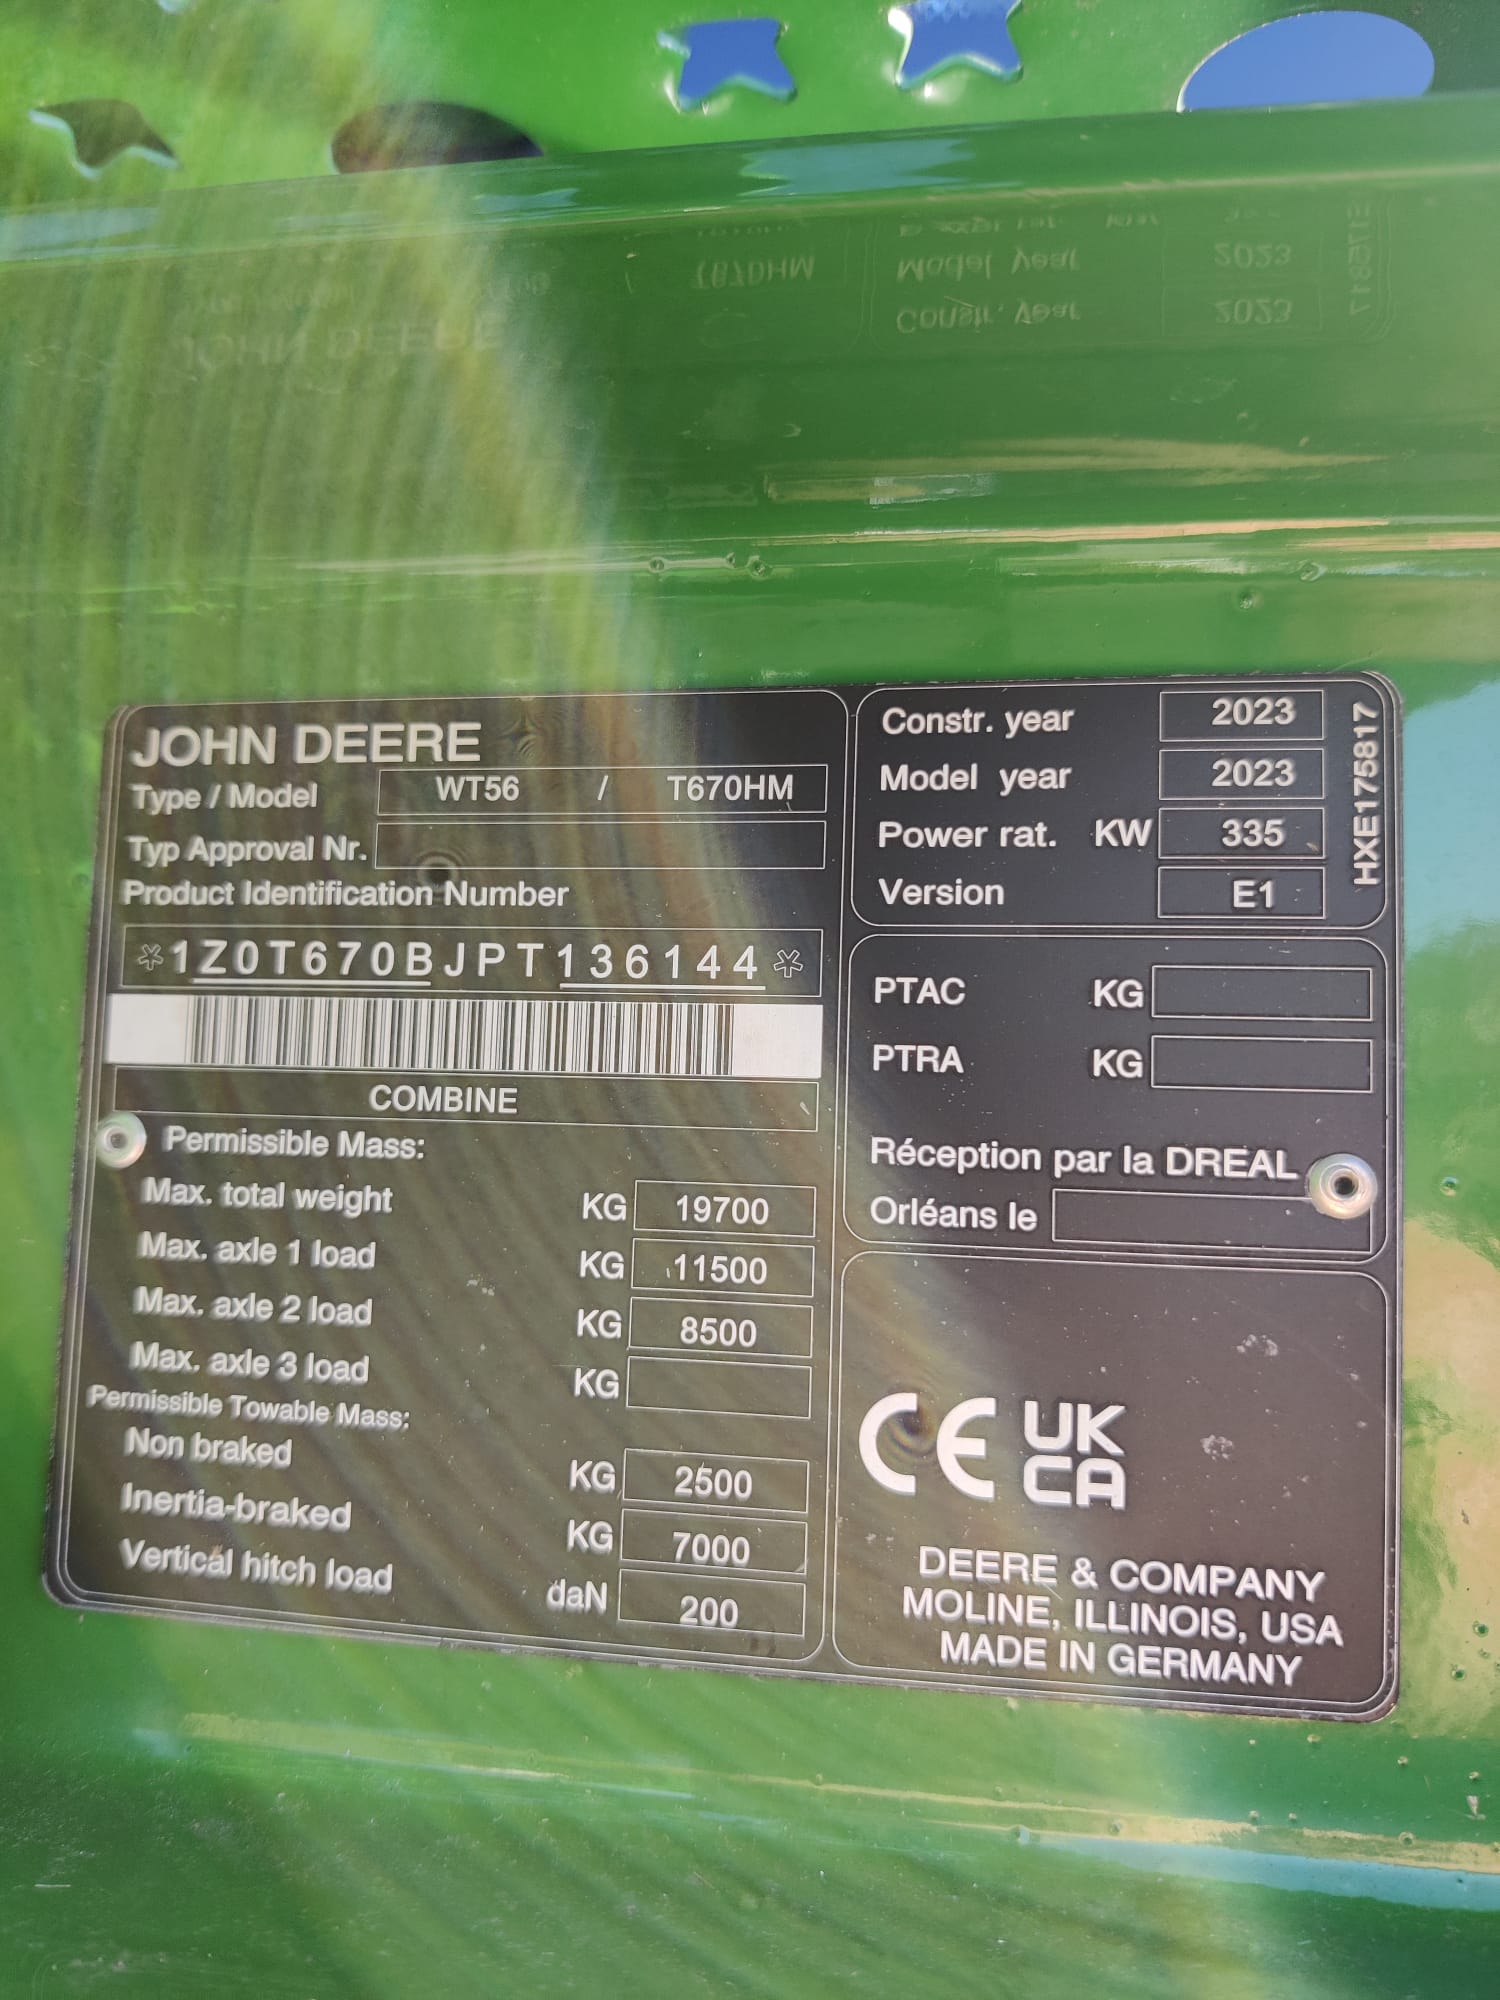 JOHN DEERE
Type / Model WT56 / T670HM
Typ Approval Nr.
Product Identification Number
*1Z0T670BJPT136144*
COMBINE
Permissible Mass:
Max. total weight KG 19700
Max. axle 1 load KG 11500
Max. axle 2 load KG 8500
Max. axle 3 load KG
Permissible Towable Mass:
Non braked KG 2500
Inertia-braked KG 7000
Vertical hitch load daN 200
Constr. year 2023
Model year 2023
Power rat. KW 335
Version E1
HXE175817
PTAC KG
PTRA KG
Réception par la DREAL
Orléans le
CE UK
CA
DEERE & COMPANY
MOLINE, ILLINOIS, USA
MADE IN GERMANY